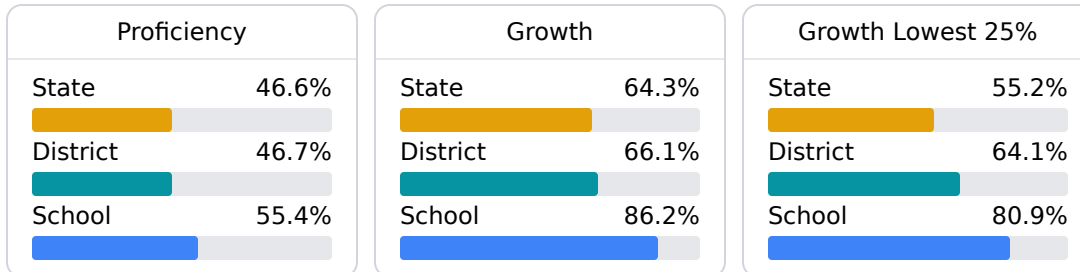 Proficiency
State 46.6%
District 46.7%
School 55.4%
Growth
State 64.3%
District 66.1%
School 86.2%
Growth Lowest 25%
State 55.2%
District 64.1%
School 80.9%